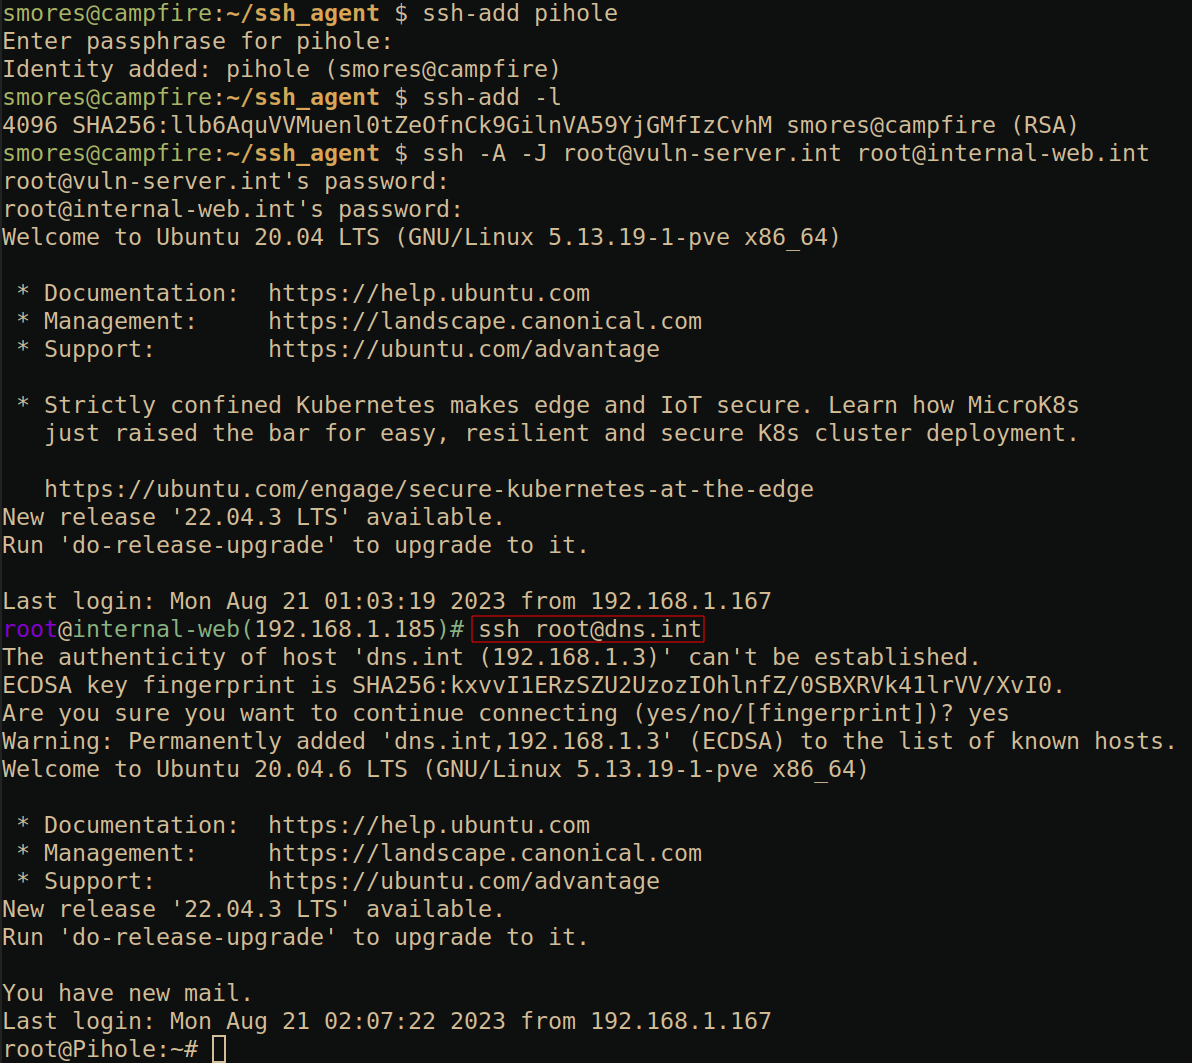 smores@campfire:~/ssh_agent $ ssh-add pihole
Enter passphrase for pihole:
Identity added: pihole (smores@campfire)
smores@campfire:~/ssh_agent $ ssh-add -l
4096 SHA256:llb6AquVVMuenl0tZeOfnCk9GilnVA59YjGMfIzCvhM smores@campfire (RSA)
smores@campfire:~/ssh_agent $ ssh -A -J root@vuln-server.int root@internal-web.int
root@vuln-server.int's password:
root@internal-web.int's password:
Welcome to Ubuntu 20.04 LTS (GNU/Linux 5.13.19-1-pve x86_64)

 * Documentation:  https://help.ubuntu.com
 * Management:     https://landscape.canonical.com
 * Support:        https://ubuntu.com/advantage

 * Strictly confined Kubernetes makes edge and IoT secure. Learn how MicroK8s
   just raised the bar for easy, resilient and secure K8s cluster deployment.

   https://ubuntu.com/engage/secure-kubernetes-at-the-edge
New release '22.04.3 LTS' available.
Run 'do-release-upgrade' to upgrade to it.

Last login: Mon Aug 21 01:03:19 2023 from 192.168.1.167
root@internal-web(192.168.1.185)# ssh root@dns.int
The authenticity of host 'dns.int (192.168.1.3)' can't be established.
ECDSA key fingerprint is SHA256:kxvvI1ERzSZU2UzozIOhlnfZ/0SBXRVk41lrVV/XvI0.
Are you sure you want to continue connecting (yes/no/[fingerprint])? yes
Warning: Permanently added 'dns.int,192.168.1.3' (ECDSA) to the list of known hosts.
Welcome to Ubuntu 20.04.6 LTS (GNU/Linux 5.13.19-1-pve x86_64)

 * Documentation:  https://help.ubuntu.com
 * Management:     https://landscape.canonical.com
 * Support:        https://ubuntu.com/advantage
New release '22.04.3 LTS' available.
Run 'do-release-upgrade' to upgrade to it.

You have new mail.
Last login: Mon Aug 21 02:07:22 2023 from 192.168.1.167
root@Pihole:~#